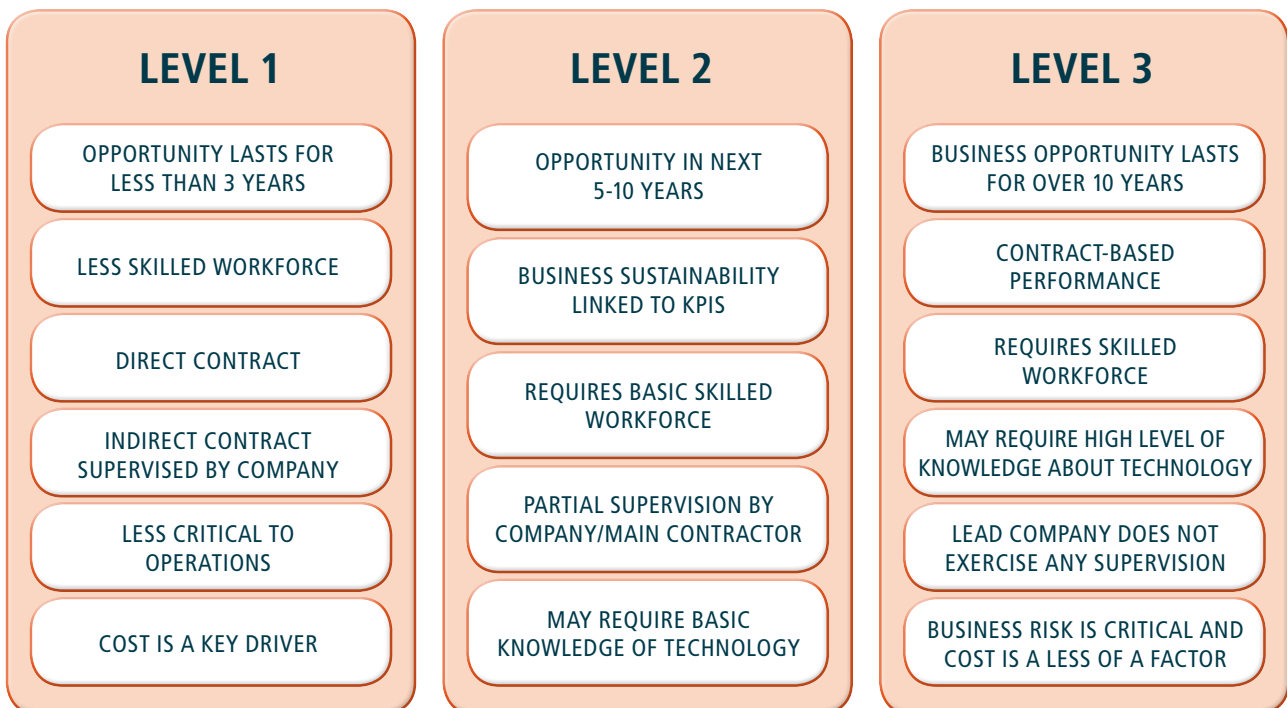 LEVEL 1
OPPORTUNITY LASTS FOR
LESS THAN 3 YEARS
LESS SKILLED WORKFORCE
DIRECT CONTRACT
INDIRECT CONTRACT
SUPERVISED BY COMPANY
LESS CRITICAL TO
OPERATIONS
COST IS A KEY DRIVER
LEVEL 2
OPPORTUNITY IN NEXT
5-10 YEARS
BUSINESS SUSTAINABILITY
LINKED TO KPIS
REQUIRES BASIC SKILLED
WORKFORCE
PARTIAL SUPERVISION BY
COMPANY/MAIN CONTRACTOR
MAY REQUIRE BASIC
KNOWLEDGE OF TECHNOLOGY
LEVEL 3
BUSINESS OPPORTUNITY LASTS
FOR OVER 10 YEARS
CONTRACT-BASED
PERFORMANCE
REQUIRES SKILLED
WORKFORCE
MAY REQUIRE HIGH LEVEL OF
KNOWLEDGE ABOUT TECHNOLOGY
LEAD COMPANY DOES NOT
EXERCISE ANY SUPERVISION
BUSINESS RISK IS CRITICAL AND
COST IS A LESS OF A FACTOR